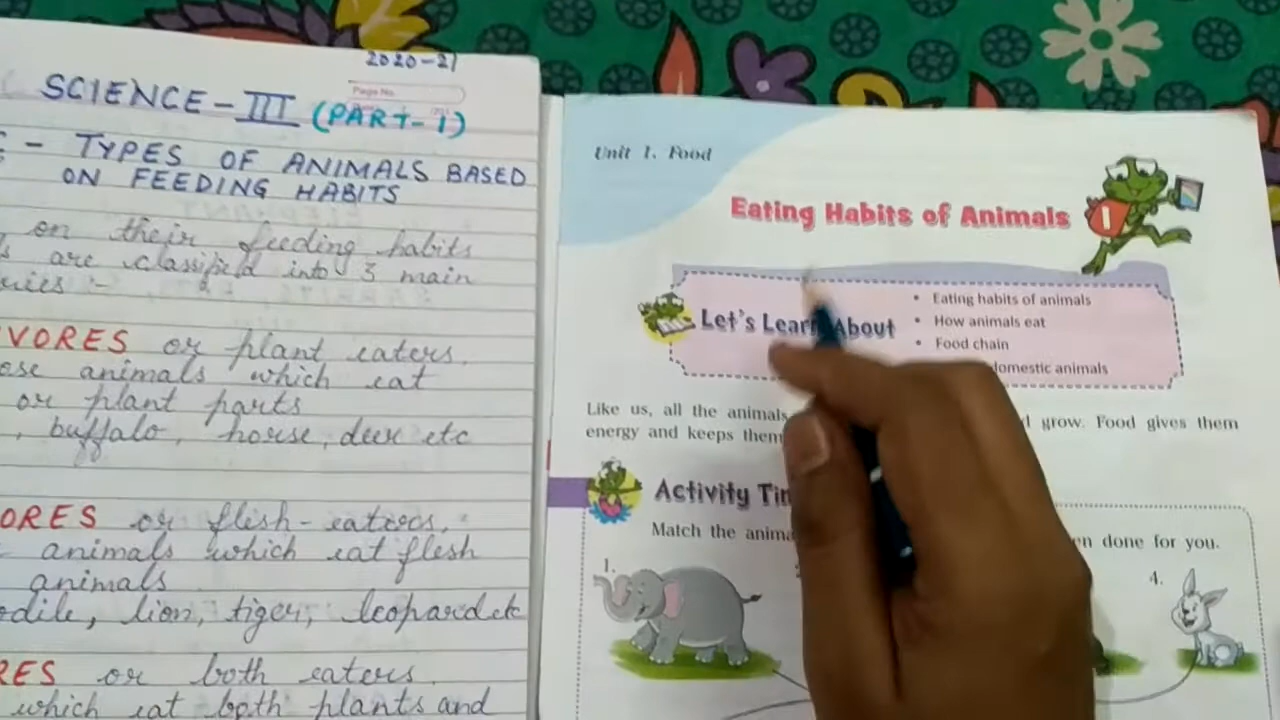 2020-21
Page No.
SCIENCE-III (PART-1)
- TYPES OF ANIMALS BASED
ON FEEDING HABITS
on their feeding habits
are classified into 3 main
VORES or plant eaters.
animals which eat
or plant parts
, buffalo, horse, deer etc
ORES or flesh-eaters.
animals which eat flesh
animals
lion, tiger, leopard etc
RES or both eaters.
which eat both plants and
Unit 1. Food
Eating Habits of Animals
1
Let's Learn About
• Eating habits of animals
• How animals eat
• Food chain
domestic animals
Like us, all the animals grow. Food gives them
energy and keeps them
Activity
Match the done for you.
1.
4.